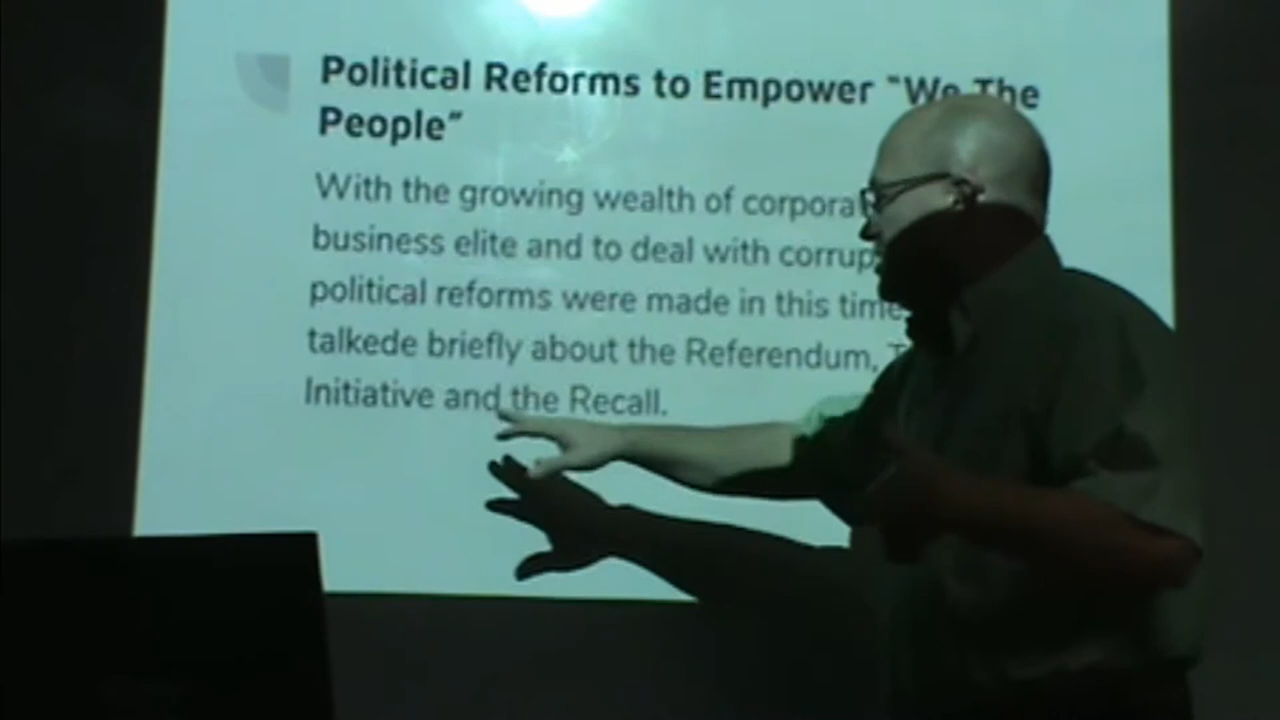 Political Reforms to Empower “We The
People”
With the growing wealth of corpora
business elite and to deal with corrup
political reforms were made in this time
talkede briefly about the Referendum,
Initiative and the Recall.